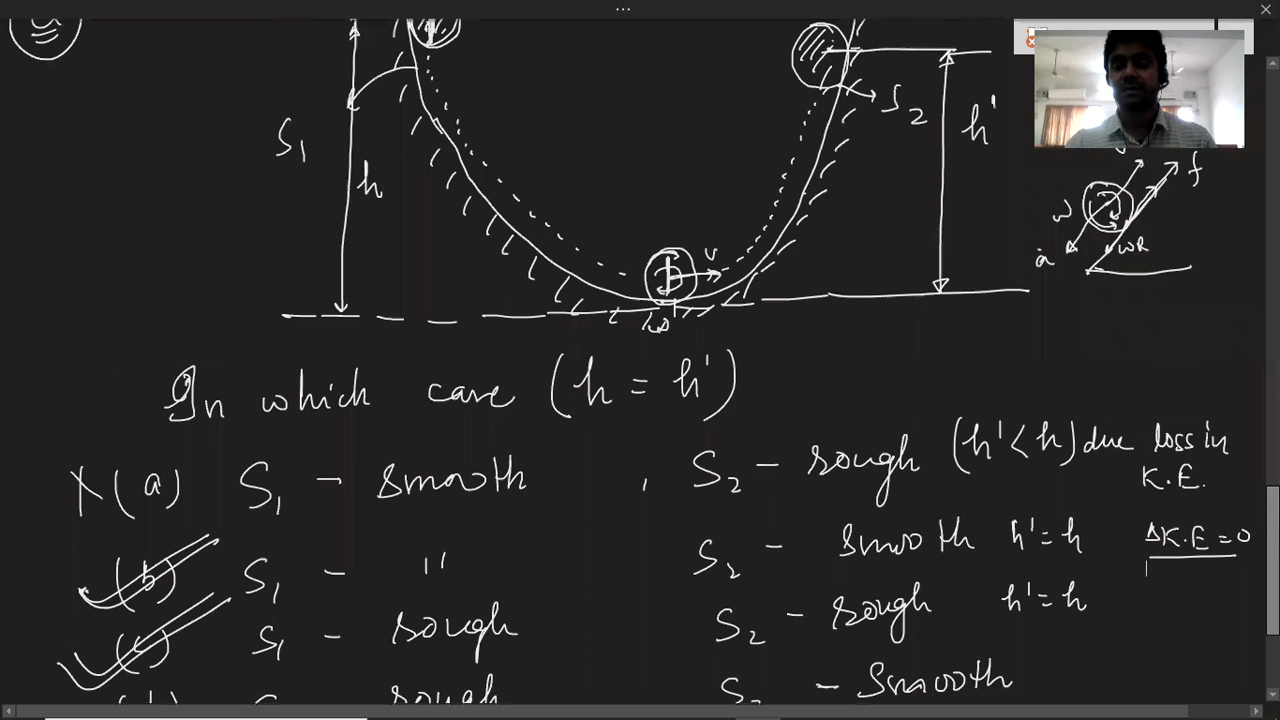 S₁
h
v
ω
S₂
h'
f
ω
a
ωR
In which case (h = h')
X (a) S₁ - smooth , S₂ - rough (h' < h) due loss in K.E.
(b) S₁ - " S₂ - smooth h' = h ΔK.E = 0
(c) S₁ - rough S₂ - rough h' = h
S₂ - smooth